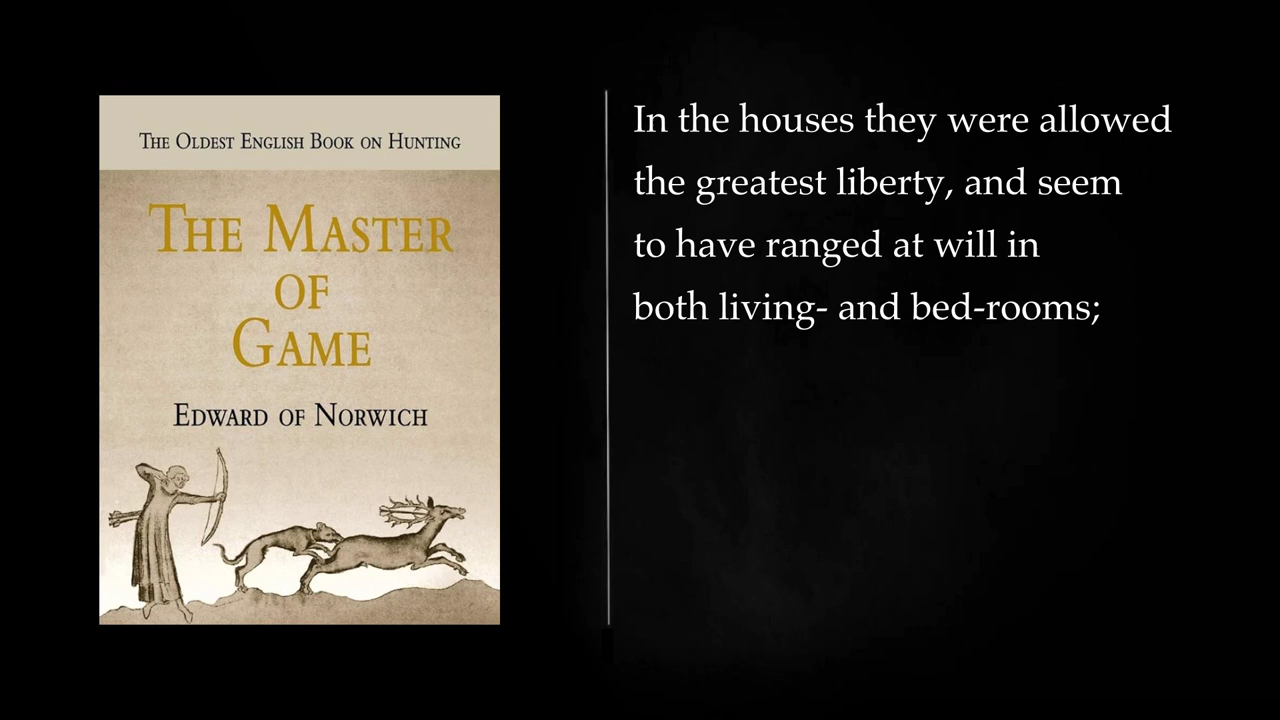 The Oldest English Book on Hunting
The Master
of
Game
Edward of Norwich
In the houses they were allowed
the greatest liberty, and seem
to have ranged at will in
both living- and bed-rooms;